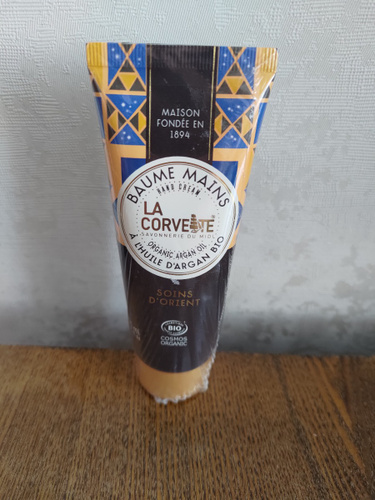 MAISON
FONDÉE EN
1894
BAUME MAINS
HAND CREAM
LA
CORVETTE
SAVONNERIE DU MIDI
ORGANIC ARGAN OIL
À L'HUILE D'ARGAN BIO
SOINS
D'ORIENT
BIO
COSMOS
ORGANIC